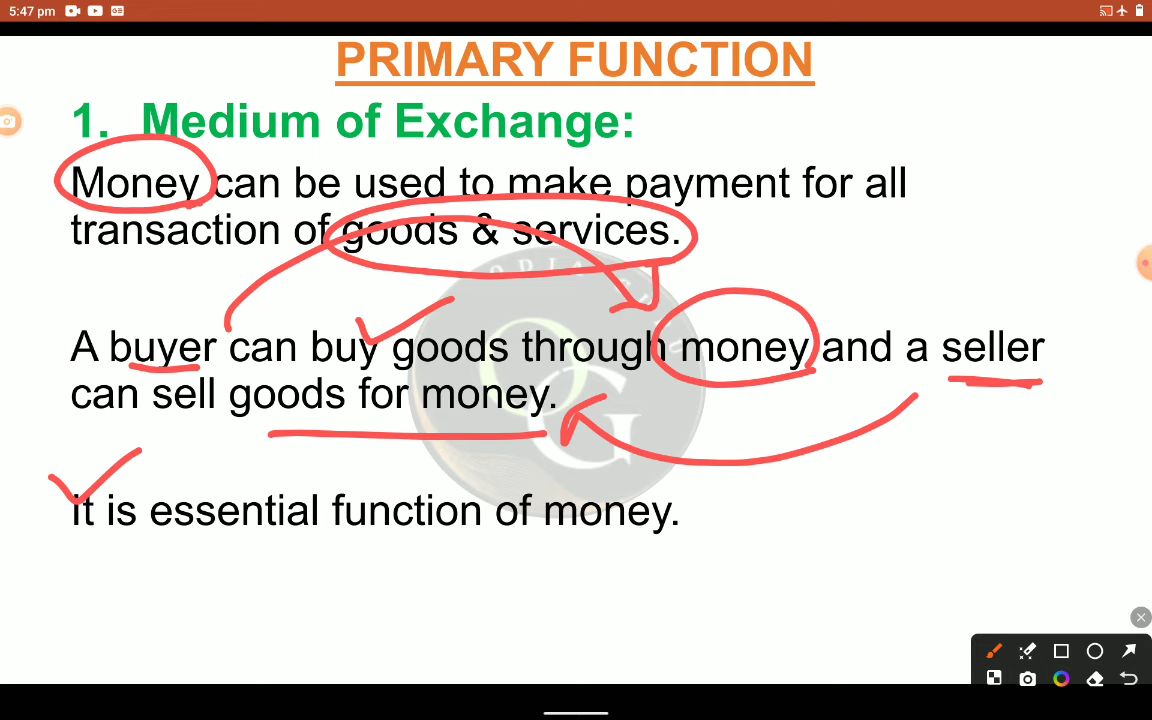 5:47 pm
PRIMARY FUNCTION
1. Medium of Exchange:
Money can be used to make payment for all
transaction of goods & services.
A buyer can buy goods through money and a seller
can sell goods for money.
It is essential function of money.
OG